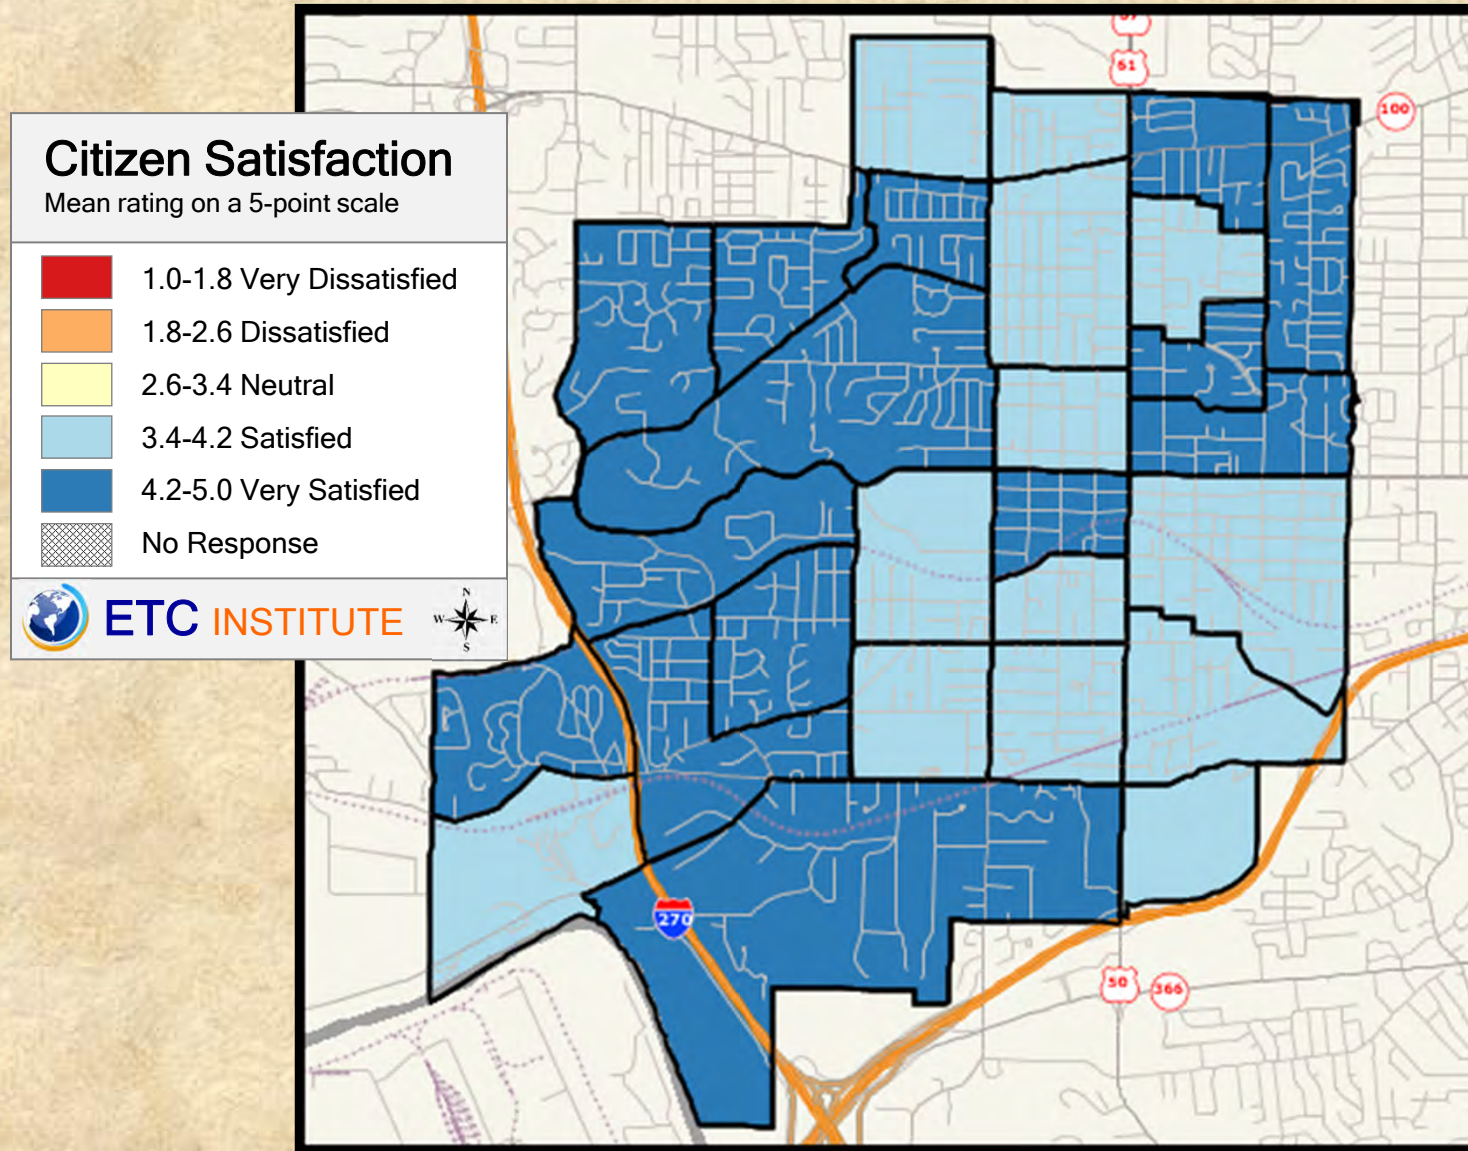 Citizen Satisfaction
Mean rating on a 5-point scale
1.0-1.8 Very Dissatisfied
1.8-2.6 Dissatisfied
2.6-3.4 Neutral
3.4-4.2 Satisfied
4.2-5.0 Very Satisfied
No Response
ETC INSTITUTE
N
W E
S
61
100
270
50
366